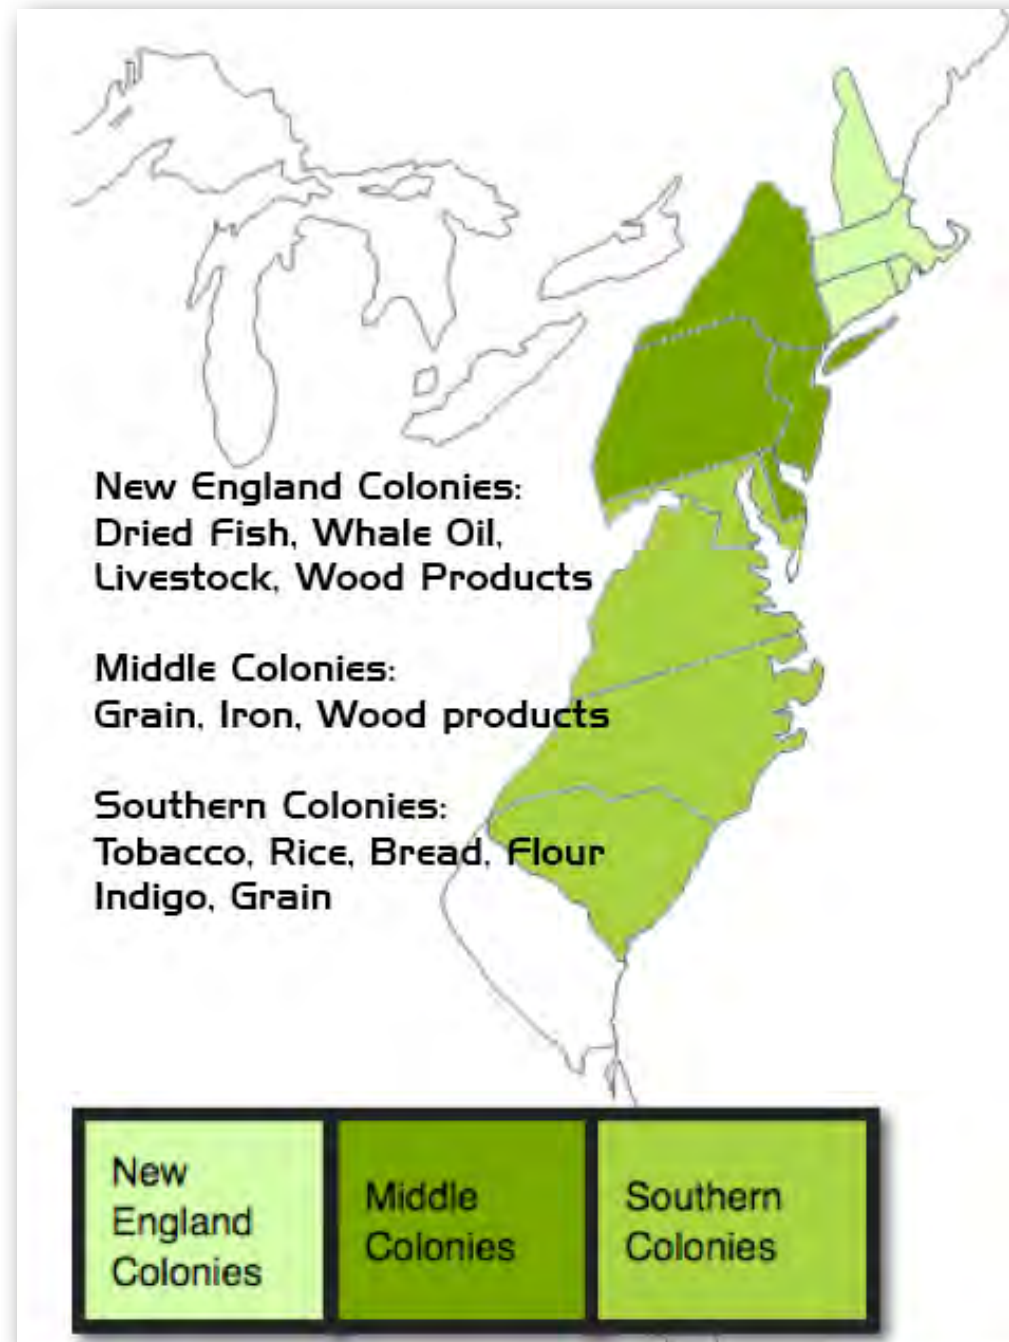 New England Colonies:
Dried Fish, Whale Oil,
Livestock, Wood Products
Middle Colonies:
Grain, Iron, Wood products
Southern Colonies:
Tobacco, Rice, Bread, Flour
Indigo, Grain
New
England
Colonies
Middle
Colonies
Southern
Colonies